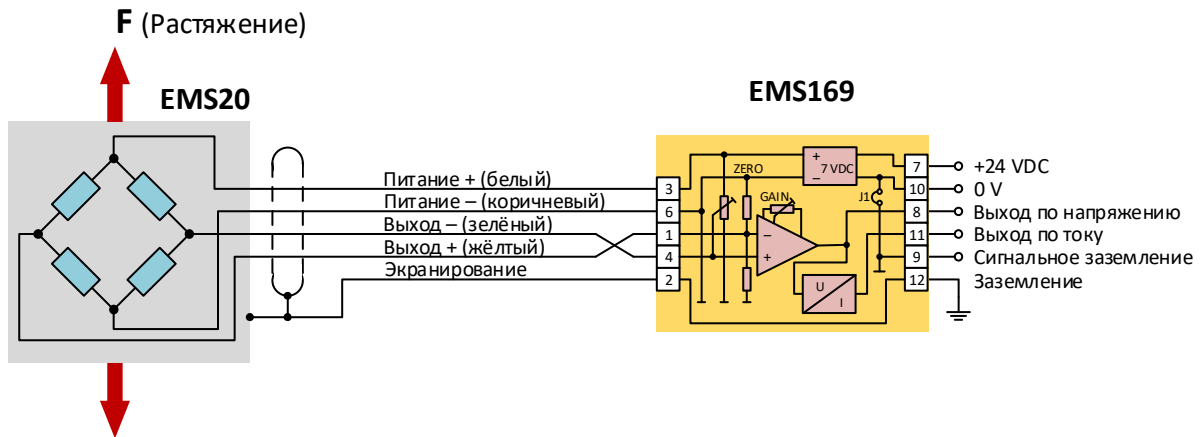 F (Растяжение)
EMS20
EMS169
Питание + (белый)
Питание – (коричневый)
Выход – (зелёный)
Выход + (жёлтый)
Экранирование
3
6
1
4
2
ZERO
GAIN
+
–
7 VDC
J1
–
+
U
I
7
10
8
11
9
12
+24 VDC
0 V
Выход по напряжению
Выход по току
Сигнальное заземление
Заземление